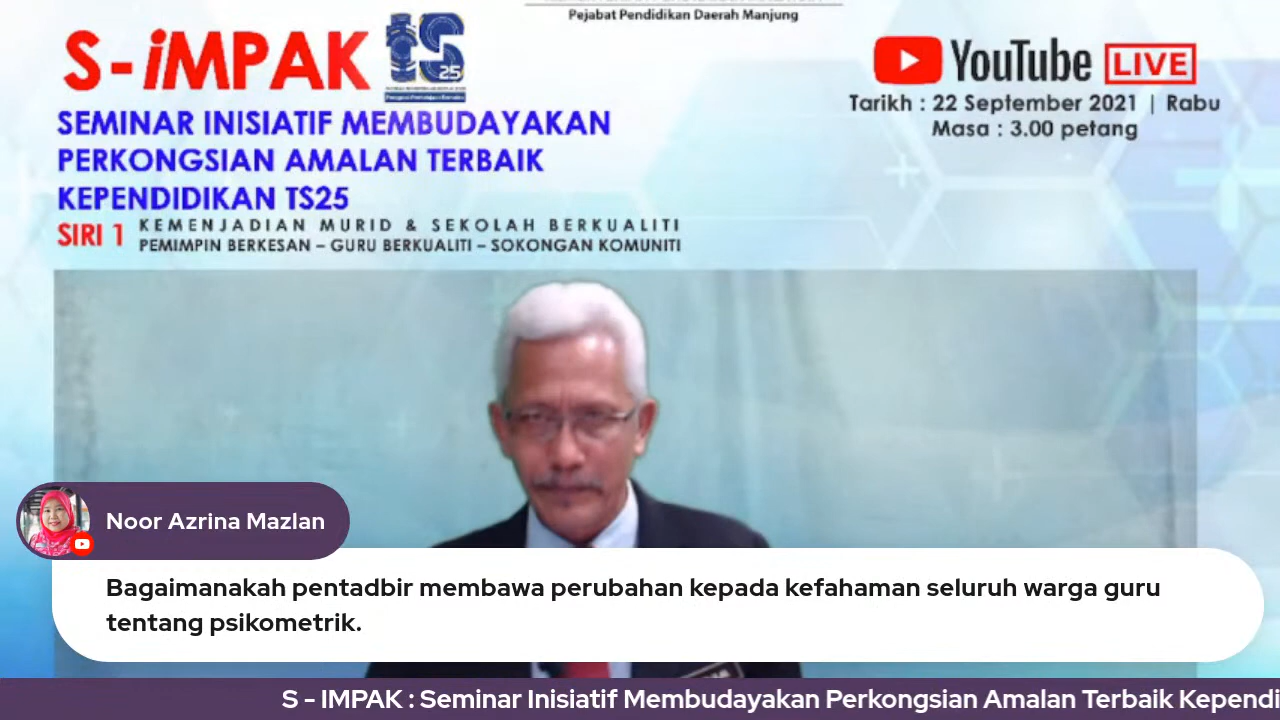 Pejabat Pendidikan Daerah Manjung
S-iMPAK TS
25
YouTube LIVE
Tarikh : 22 September 2021 | Rabu
Masa : 3.00 petang
SEMINAR INISIATIF MEMBUDAYAKAN
PERKONGSIAN AMALAN TERBAIK
KEPENDIDIKAN TS25
SIRI 1
KEMENJADIAN MURID & SEKOLAH BERKUALITI
PEMIMPIN BERKESAN – GURU BERKUALITI – SOKONGAN KOMUNITI
Noor Azrina Mazlan
Bagaimanakah pentadbir membawa perubahan kepada kefahaman seluruh warga guru
tentang psikometrik.
S - IMPAK : Seminar Inisiatif Membudayakan Perkongsian Amalan Terbaik Kependi